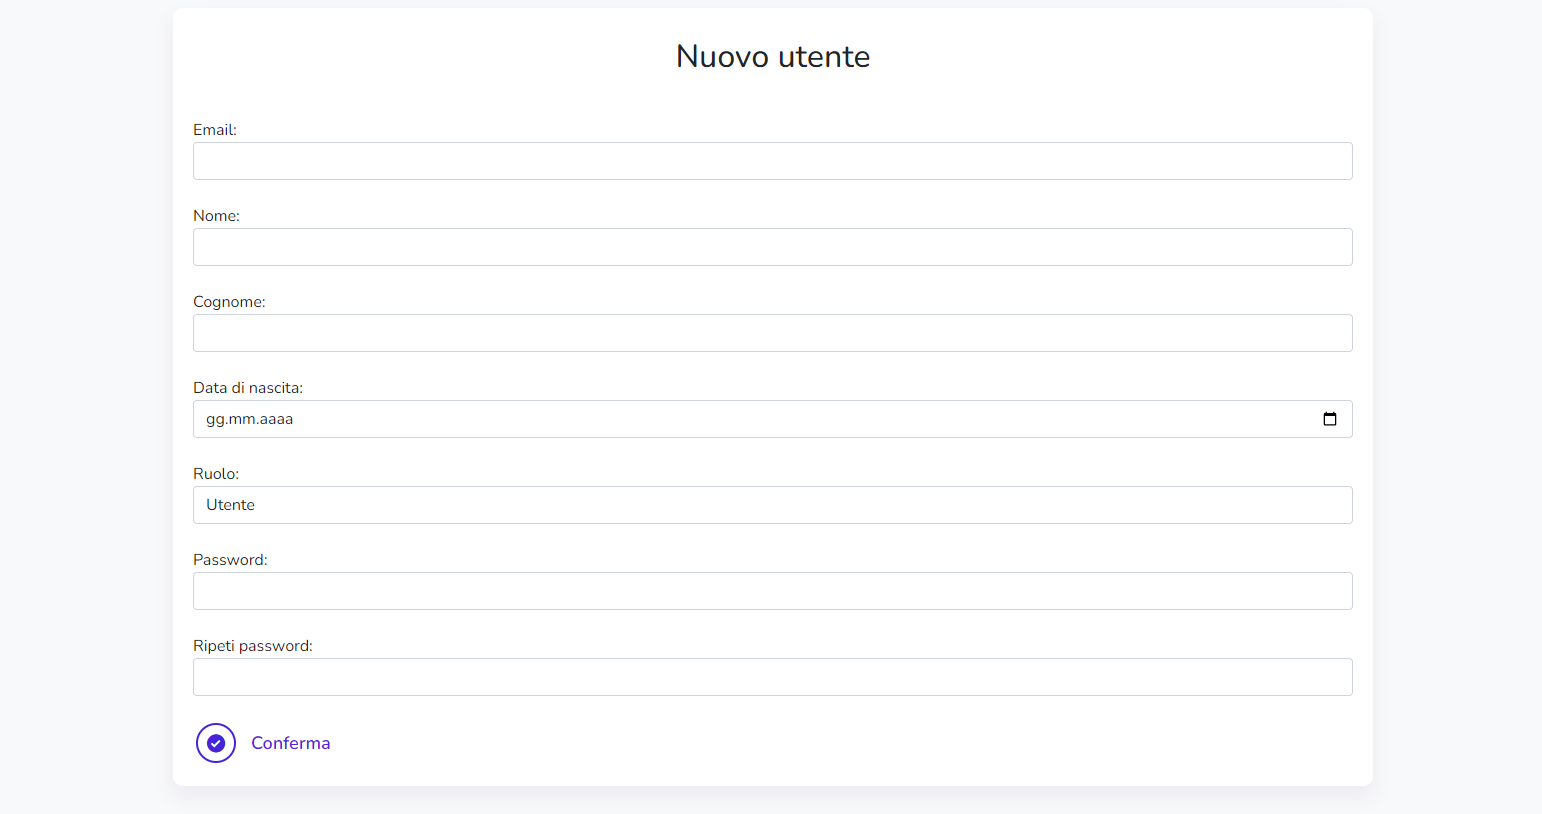 Nuovo utente
Email:
Nome:
Cognome:
Data di nascita:
gg.mm.aaaa
Ruolo:
Utente
Password:
Ripeti password:
Conferma